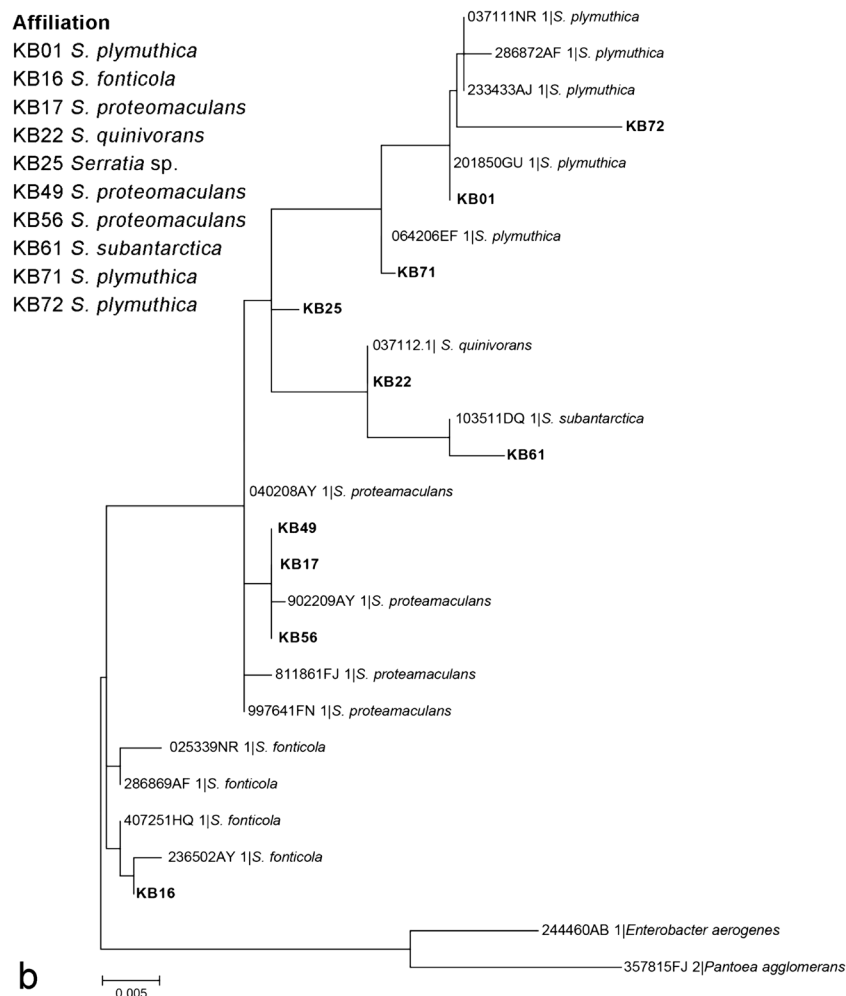 Affiliation
KB01 S. plymuthica
KB16 S. fonticola
KB17 S. proteomaculans
KB22 S. quinivorans
KB25 Serratia sp.
KB49 S. proteomaculans
KB56 S. proteomaculans
KB61 S. subantarctica
KB71 S. plymuthica
KB72 S. plymuthica
037111NR 1|S. plymuthica
286872AF 1|S. plymuthica
233433AJ 1|S. plymuthica
KB72
201850GU 1|S. plymuthica
KB01
064206EF 1|S. plymuthica
KB71
KB25
037112.1| S. quinivorans
KB22
103511DQ 1|S. subantarctica
KB61
040208AY 1|S. proteamaculans
KB49
KB17
902209AY 1|S. proteamaculans
KB56
811861FJ 1|S. proteamaculans
997641FN 1|S. proteamaculans
025339NR 1|S. fonticola
286869AF 1|S. fonticola
407251HQ 1|S. fonticola
236502AY 1|S. fonticola
KB16
244460AB 1|Enterobacter aerogenes
357815FJ 2|Pantoea agglomerans
b
0.005